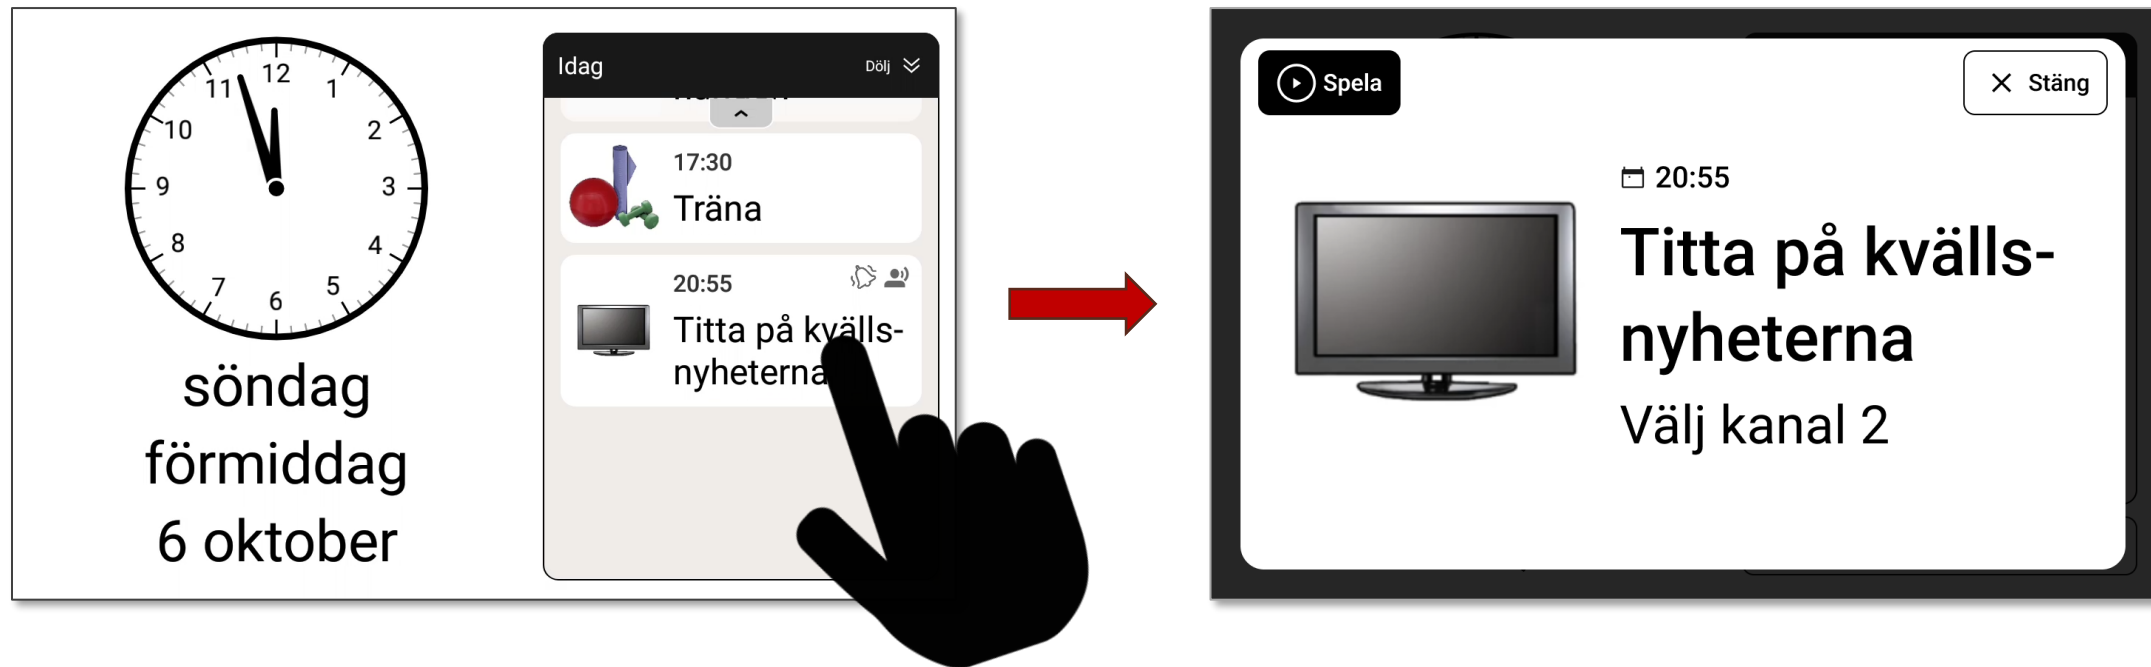 12
11
1
10
2
9
3
8
4
7
5
6
söndag
förmiddag
6 oktober
Idag
Dölj
17:30
Träna
20:55
Titta på kvälls-
nyheterna
Spela
Stäng
20:55
Titta på kvälls-
nyheterna
Välj kanal 2